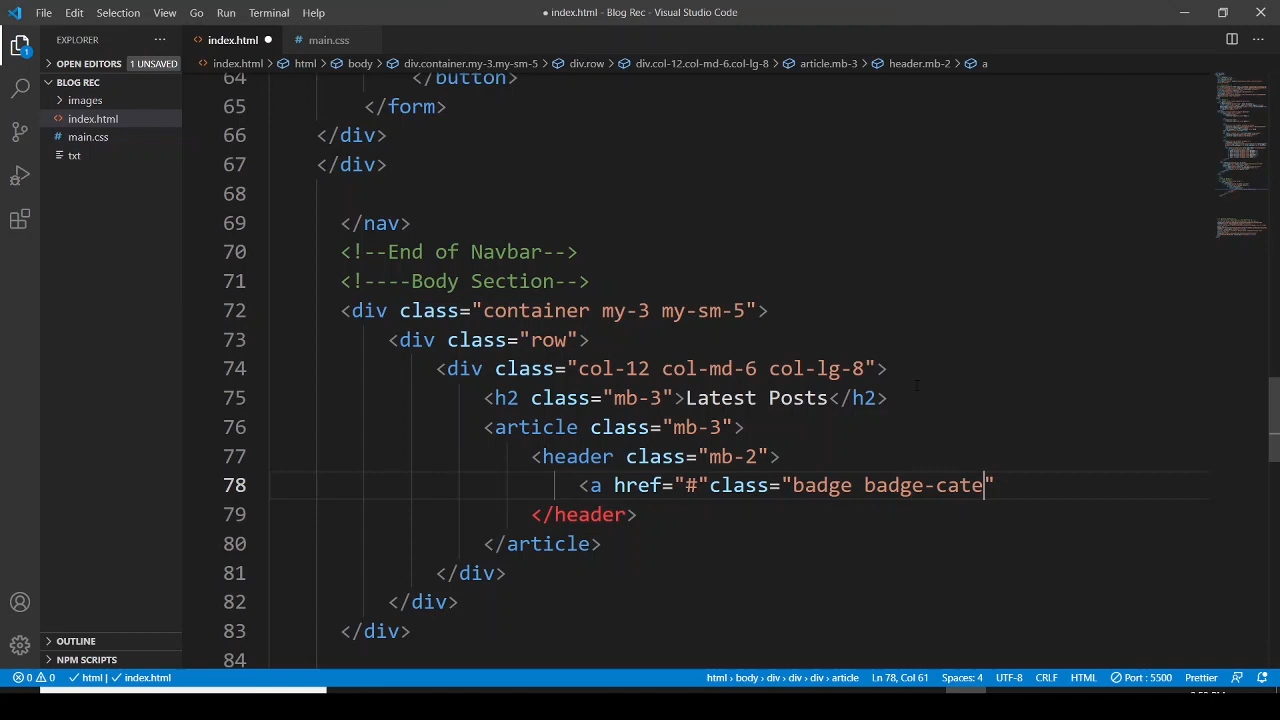 File Edit Selection View Go Run Terminal Help ● index.html - Blog Rec - Visual Studio Code
EXPLORER ··· index.html ● main.css
OPEN EDITORS 1 UNSAVED
index.html > html > body > div.container.my-3.my-sm-5 > div.row > div.col-12.col-md-6.col-lg-8 > article.mb-3 > header.mb-2 > a
1
BLOG REC
images
index.html
main.css
txt
64 </button>
65 </form>
66 </div>
67 </div>
68
69 </nav>
70 <!--End of Navbar-->
71 <!----Body Section-->
72 <div class="container my-3 my-sm-5">
73 <div class="row">
74 <div class="col-12 col-md-6 col-lg-8">
75 <h2 class="mb-3">Latest Posts</h2>
76 <article class="mb-3">
77 <header class="mb-2">
78 <a href="#"class="badge badge-cate"
79 </header>
80 </article>
81 </div>
82 </div>
83 </div>
84
OUTLINE
NPM SCRIPTS
0 0 ✓ html | ✓ index.html html > body > div > div > div > article Ln 78, Col 61 Spaces: 4 UTF-8 CRLF HTML Port : 5500 Prettier